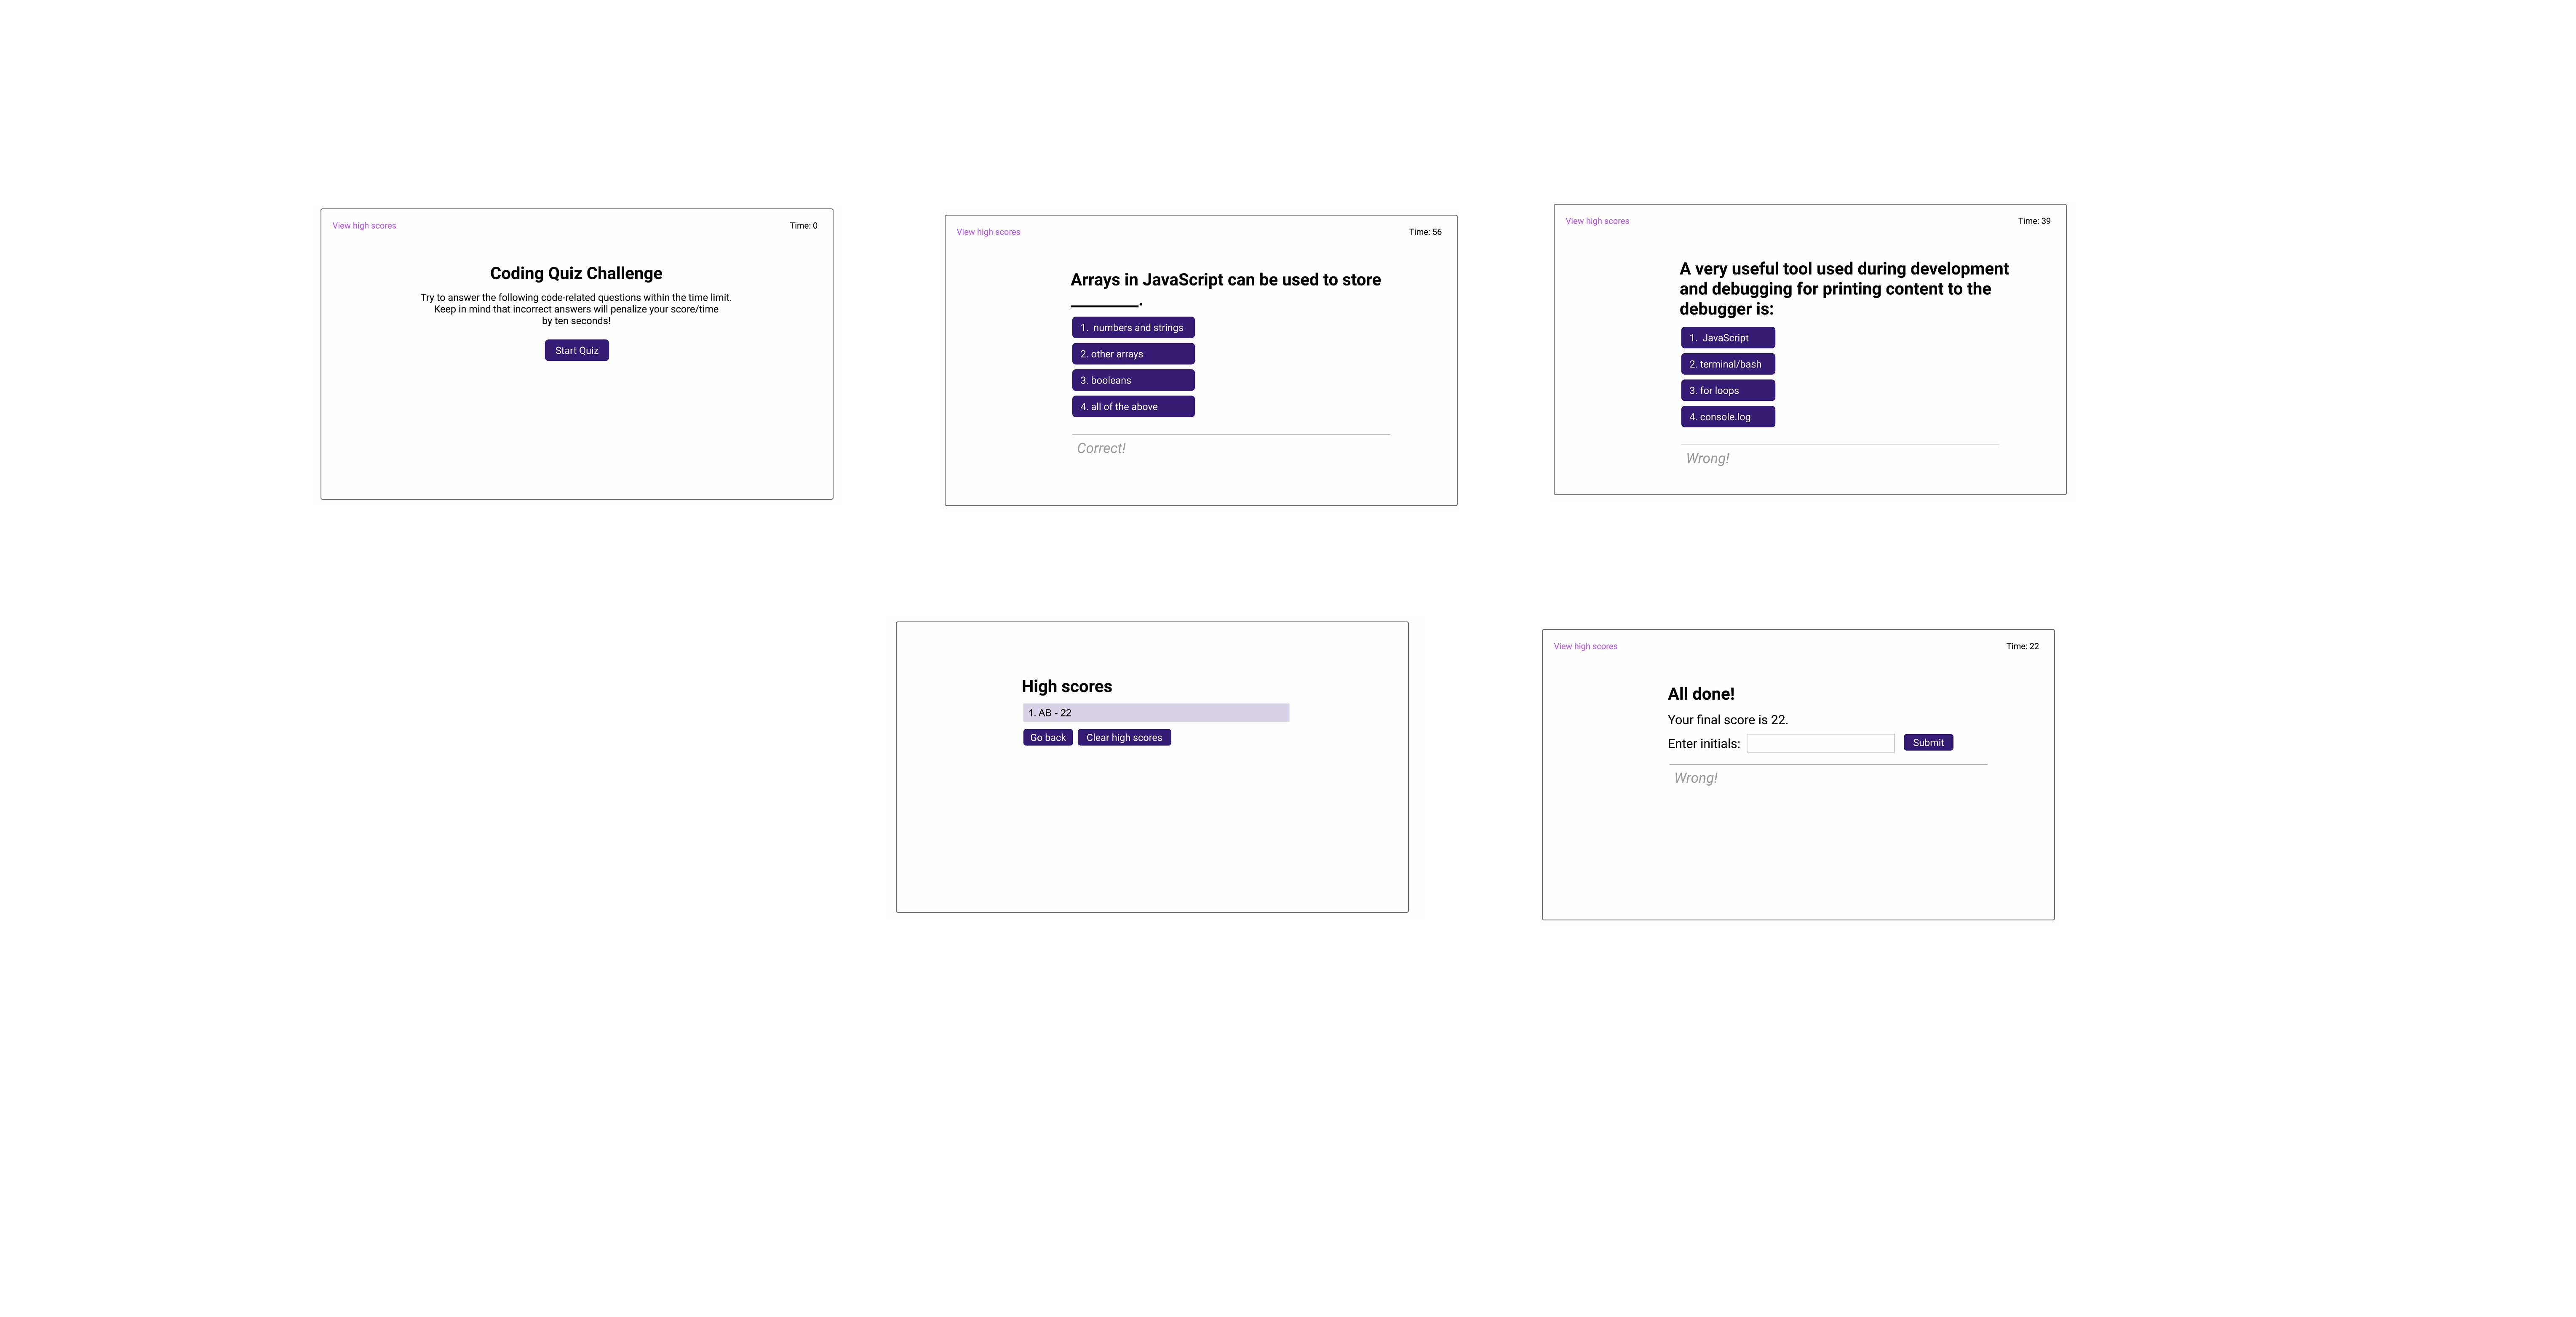 View high scores
Time: 0
Coding Quiz Challenge
Try to answer the following code-related questions within the time limit.
Keep in mind that incorrect answers will penalize your score/time
by ten seconds!
Start Quiz
View high scores
Time: 56
Arrays in JavaScript can be used to store
________.
1. numbers and strings
2. other arrays
3. booleans
4. all of the above
Correct!
View high scores
Time: 39
A very useful tool used during development
and debugging for printing content to the
debugger is:
1. JavaScript
2. terminal/bash
3. for loops
4. console.log
Wrong!
High scores
1. AB - 22
Go back
Clear high scores
View high scores
Time: 22
All done!
Your final score is 22.
Enter initials:
Submit
Wrong!